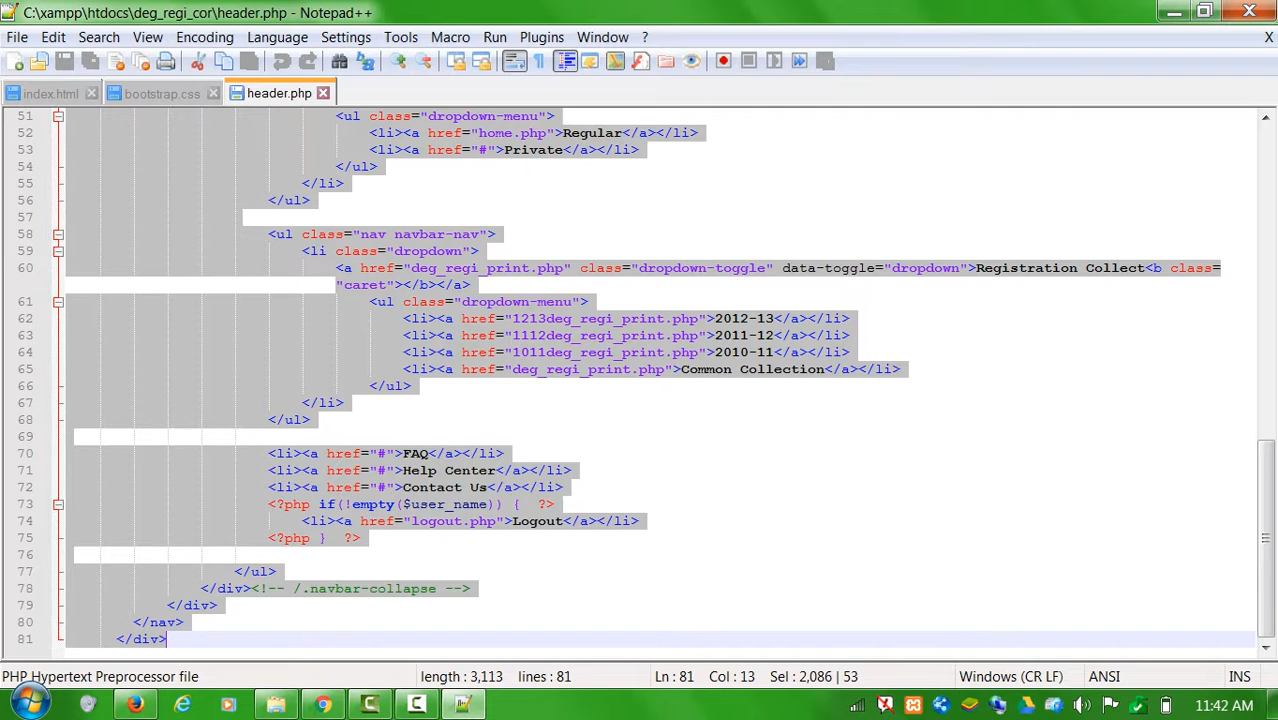 C:\xampp\htdocs\deg_regi_cor\header.php - Notepad++
File Edit Search View Encoding Language Settings Tools Macro Run Plugins Window ? X
index.html bootstrap.css header.php
51 <ul class="dropdown-menu">
52 <li><a href="home.php">Regular</a></li>
53 <li><a href="#">Private</a></li>
54 </ul>
55 </li>
56 </ul>
57
58 <ul class="nav navbar-nav">
59 <li class="dropdown">
60 <a href="deg_regi_print.php" class="dropdown-toggle" data-toggle="dropdown">Registration Collect<b class=
"caret"></b></a>
61 <ul class="dropdown-menu">
62 <li><a href="1213deg_regi_print.php">2012-13</a></li>
63 <li><a href="1112deg_regi_print.php">2011-12</a></li>
64 <li><a href="1011deg_regi_print.php">2010-11</a></li>
65 <li><a href="deg_regi_print.php">Common Collection</a></li>
66 </ul>
67 </li>
68 </ul>
69
70 <li><a href="#">FAQ</a></li>
71 <li><a href="#">Help Center</a></li>
72 <li><a href="#">Contact Us</a></li>
73 <?php if(!empty($user_name)) { ?>
74 <li><a href="logout.php">Logout</a></li>
75 <?php } ?>
76
77 </ul>
78 </div><!-- /.navbar-collapse -->
79 </div>
80 </nav>
81 </div>
PHP Hypertext Preprocessor file length : 3,113 lines : 81 Ln : 81 Col : 13 Sel : 2,086 | 53 Windows (CR LF) ANSI INS
11:42 AM